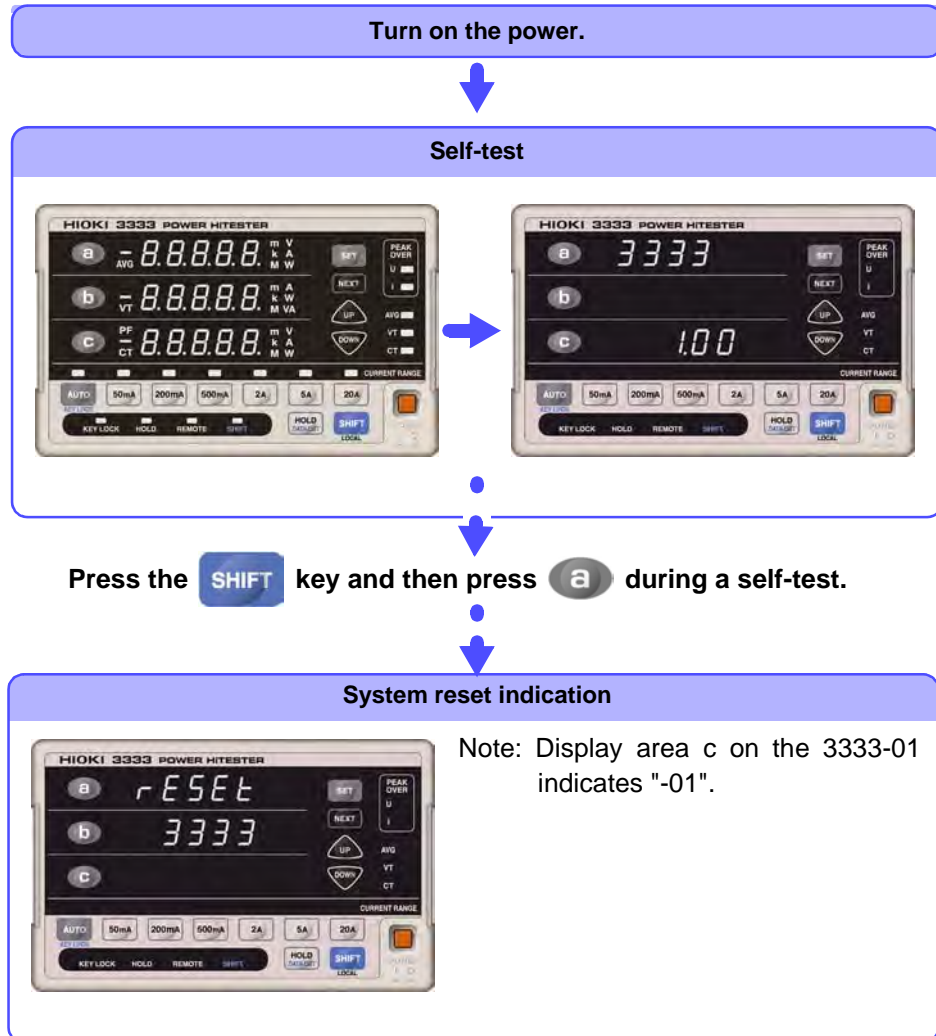 Turn on the power.
Self-test
HIOKI 3333 POWER HITESTER
a AVG 8.8.8.8.8. m V k A M W SET PEAK OVER U I
NEXT
b VT 8.8.8.8.8. m A k W M VA UP AVG
c PF CT 8.8.8.8.8. m V k A M W DOWN VT CT
CURRENT RANGE
AUTO 50mA 200mA 500mA 2A 5A 20A
KEY LOCK
KEY LOCK HOLD REMOTE SHIFT HOLD SHIFT
LOCAL
HIOKI 3333 POWER HITESTER
a 3333 SET PEAK OVER U I
NEXT
b UP AVG
c 1.00 DOWN VT CT
CURRENT RANGE
AUTO 50mA 200mA 500mA 2A 5A 20A
KEY LOCK
KEY LOCK HOLD REMOTE SHIFT HOLD SHIFT
LOCAL
Press the SHIFT key and then press a during a self-test.
System reset indication
HIOKI 3333 POWER HITESTER
a rESEt SET PEAK OVER U I
NEXT
b 3333 UP AVG
c DOWN VT CT
CURRENT RANGE
AUTO 50mA 200mA 500mA 2A 5A 20A
KEY LOCK
KEY LOCK HOLD REMOTE SHIFT HOLD SHIFT
LOCAL
Note: Display area c on the 3333-01
indicates "-01".